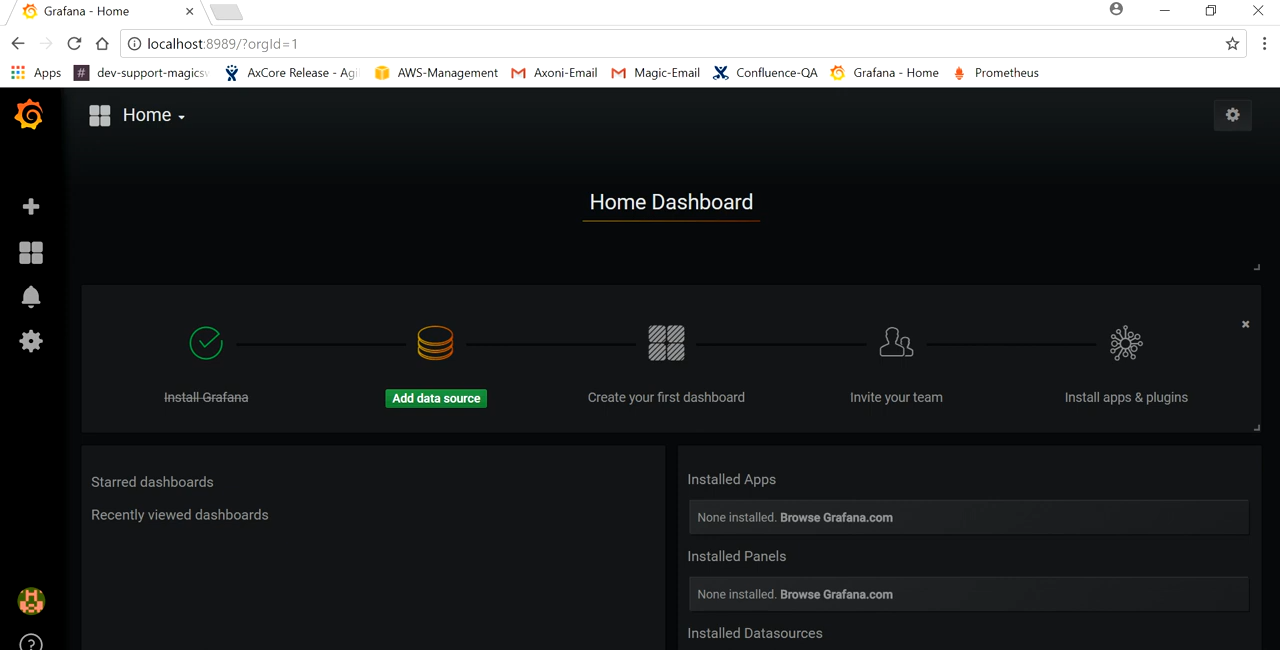 Grafana - Home
localhost:8989/?orgId=1
Apps
dev-support-magicsw
AxCore Release - Agil
AWS-Management
Axoni-Email
Magic-Email
Confluence-QA
Grafana - Home
Prometheus
Home
Home Dashboard
Install Grafana
Add data source
Create your first dashboard
Invite your team
Install apps & plugins
Starred dashboards
Recently viewed dashboards
Installed Apps
None installed. Browse Grafana.com
Installed Panels
None installed. Browse Grafana.com
Installed Datasources